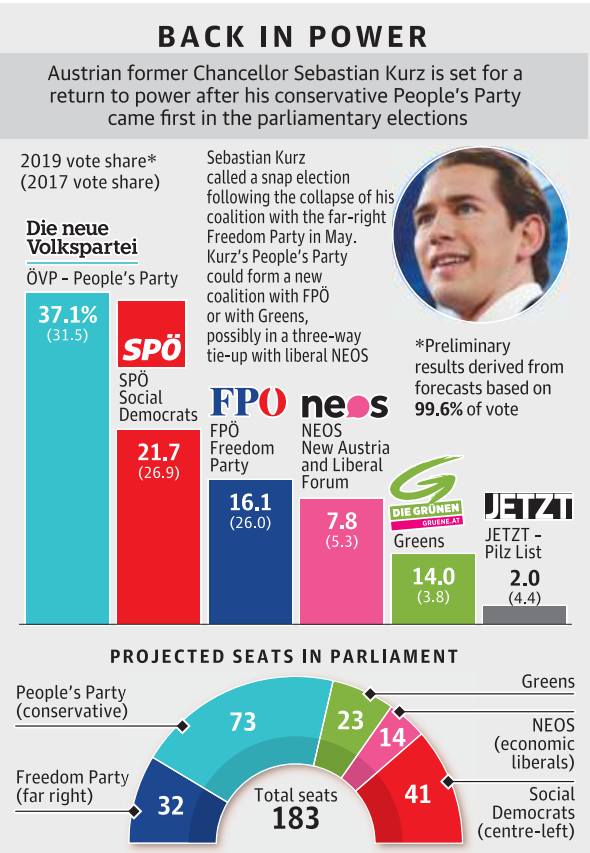 BACK IN POWER
Austrian former Chancellor Sebastian Kurz is set for a
return to power after his conservative People's Party
came first in the parliamentary elections
2019 vote share*
(2017 vote share)
Sebastian Kurz
called a snap election
following the collapse of his
coalition with the far-right
Freedom Party in May.
Kurz's People's Party
could form a new
coalition with FPÖ
or with Greens,
possibly in a three-way
tie-up with liberal NEOS
*Preliminary
results derived from
forecasts based on
99.6% of vote
Die neue
Volkspartei
ÖVP – People's Party
37.1%
(31.5)
SPÖ
SPÖ
Social
Democrats
21.7
(26.9)
FPÖ
FPÖ
Freedom
Party
16.1
(26.0)
neos
NEOS
New Austria
and Liberal
Forum
7.8
(5.3)
DIE GRÜNEN
GRUENE.AT
Greens
14.0
(3.8)
JETZT
JETZT –
Pilz List
2.0
(4.4)
PROJECTED SEATS IN PARLIAMENT
People's Party
(conservative)
73
Freedom Party
(far right)
32
23
Greens
14
NEOS
(economic
liberals)
41
Social
Democrats
(centre-left)
Total seats
183